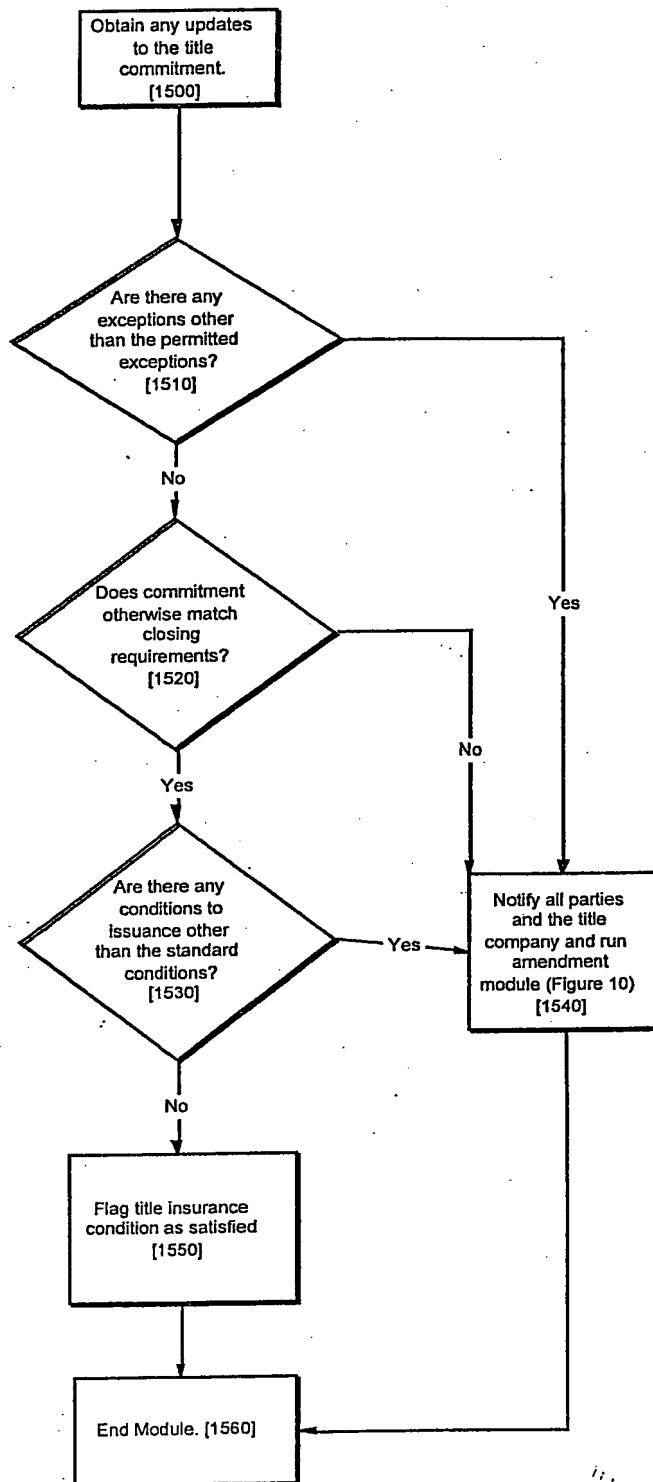 Obtain any updates
to the title
commitment.
[1500]
Are there any
exceptions other
than the permitted
exceptions?
[1510]
No
Yes
Does commitment
otherwise match
closing
requirements?
[1520]
No
Yes
Are there any
conditions to
issuance other
than the standard
conditions?
[1530]
Yes
Notify all parties
and the title
company and run
amendment
module (Figure 10)
[1540]
No
Flag title insurance
condition as satisfied
[1550]
End Module. [1560]